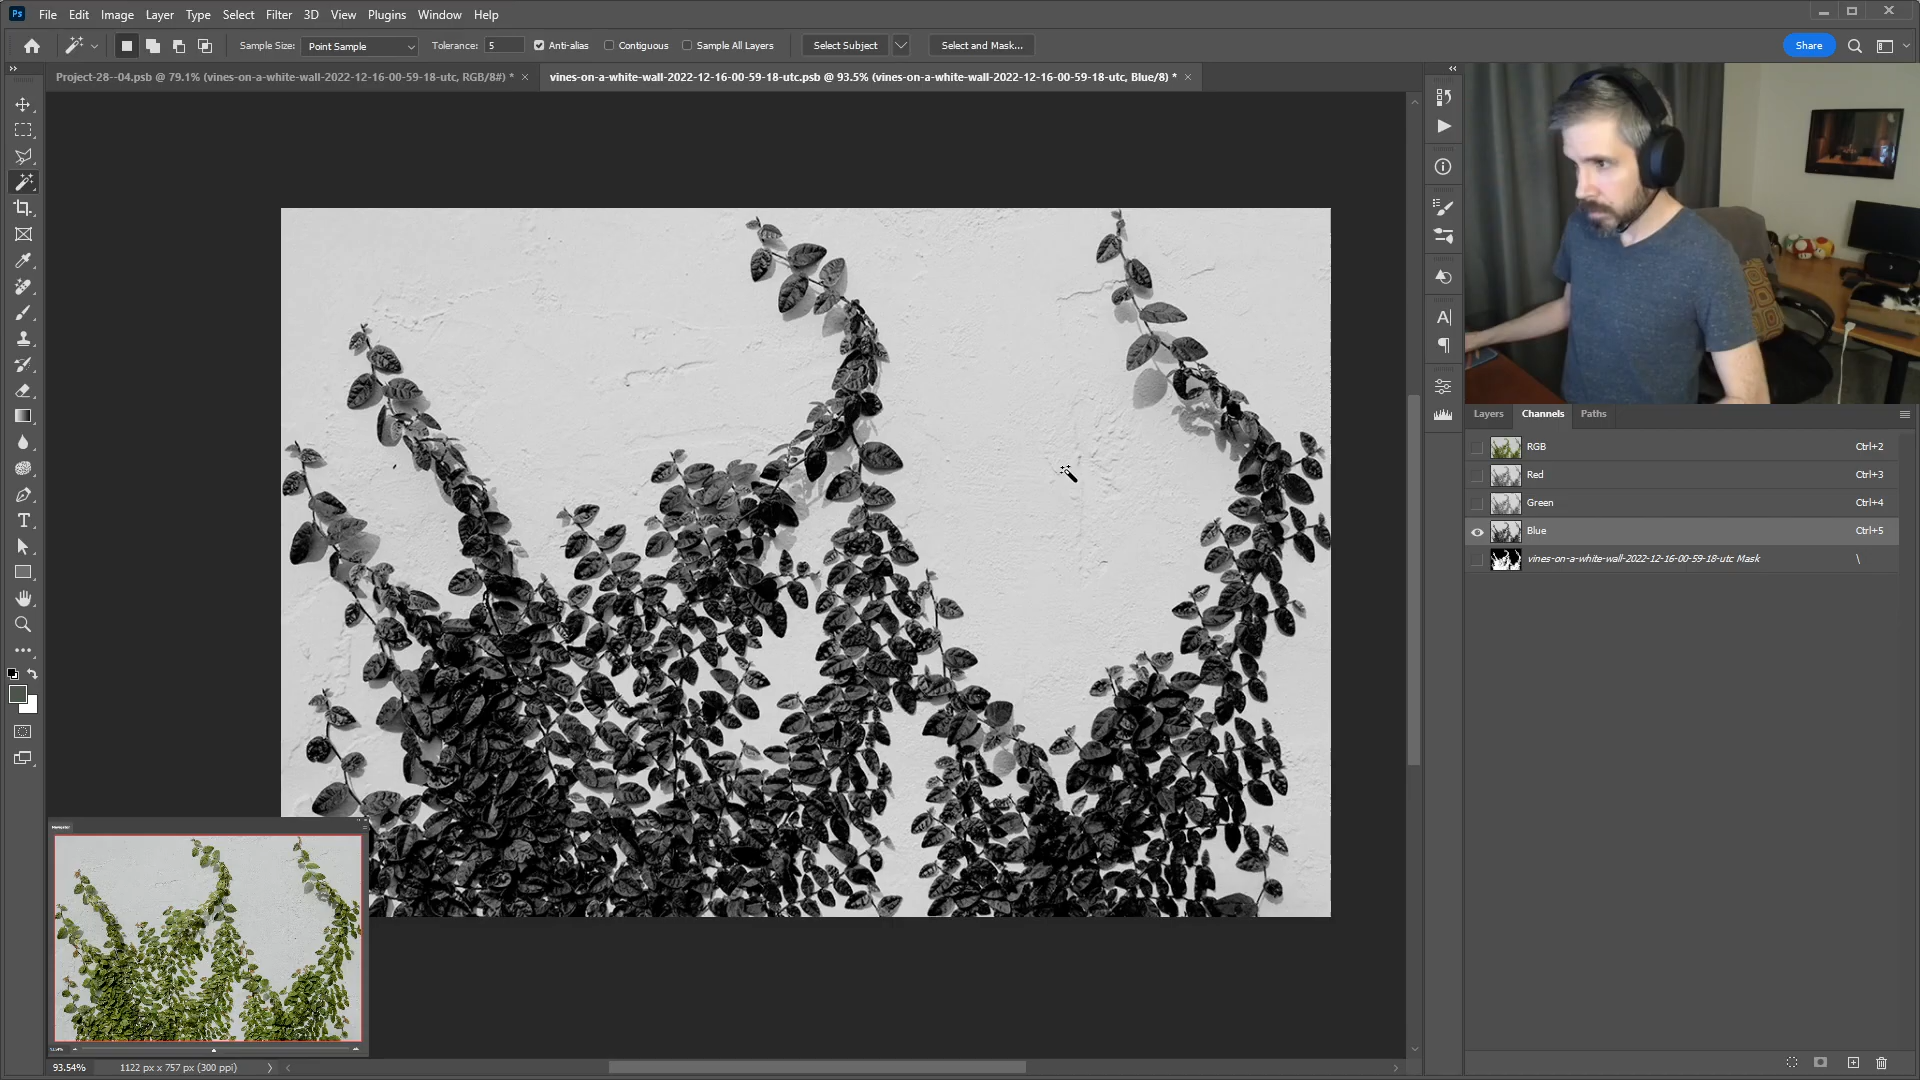 Ps File Edit Image Layer Type Select Filter 3D View Plugins Window Help
Sample Size: Point Sample Tolerance: 5 Anti-alias Contiguous Sample All Layers Select Subject Select and Mask... Share
Project-28--04.psb @ 79.1% (vines-on-a-white-wall-2022-12-16-00-59-18-utc, RGB/8#) *
vines-on-a-white-wall-2022-12-16-00-59-18-utc.psb @ 93.5% (vines-on-a-white-wall-2022-12-16-00-59-18-utc, Blue/8) *
Layers Channels Paths
RGB Ctrl+2
Red Ctrl+3
Green Ctrl+4
Blue Ctrl+5
vines-on-a-white-wall-2022-12-16-00-59-18-utc Mask \
Navigator
93.54% 1122 px x 757 px (300 ppi)